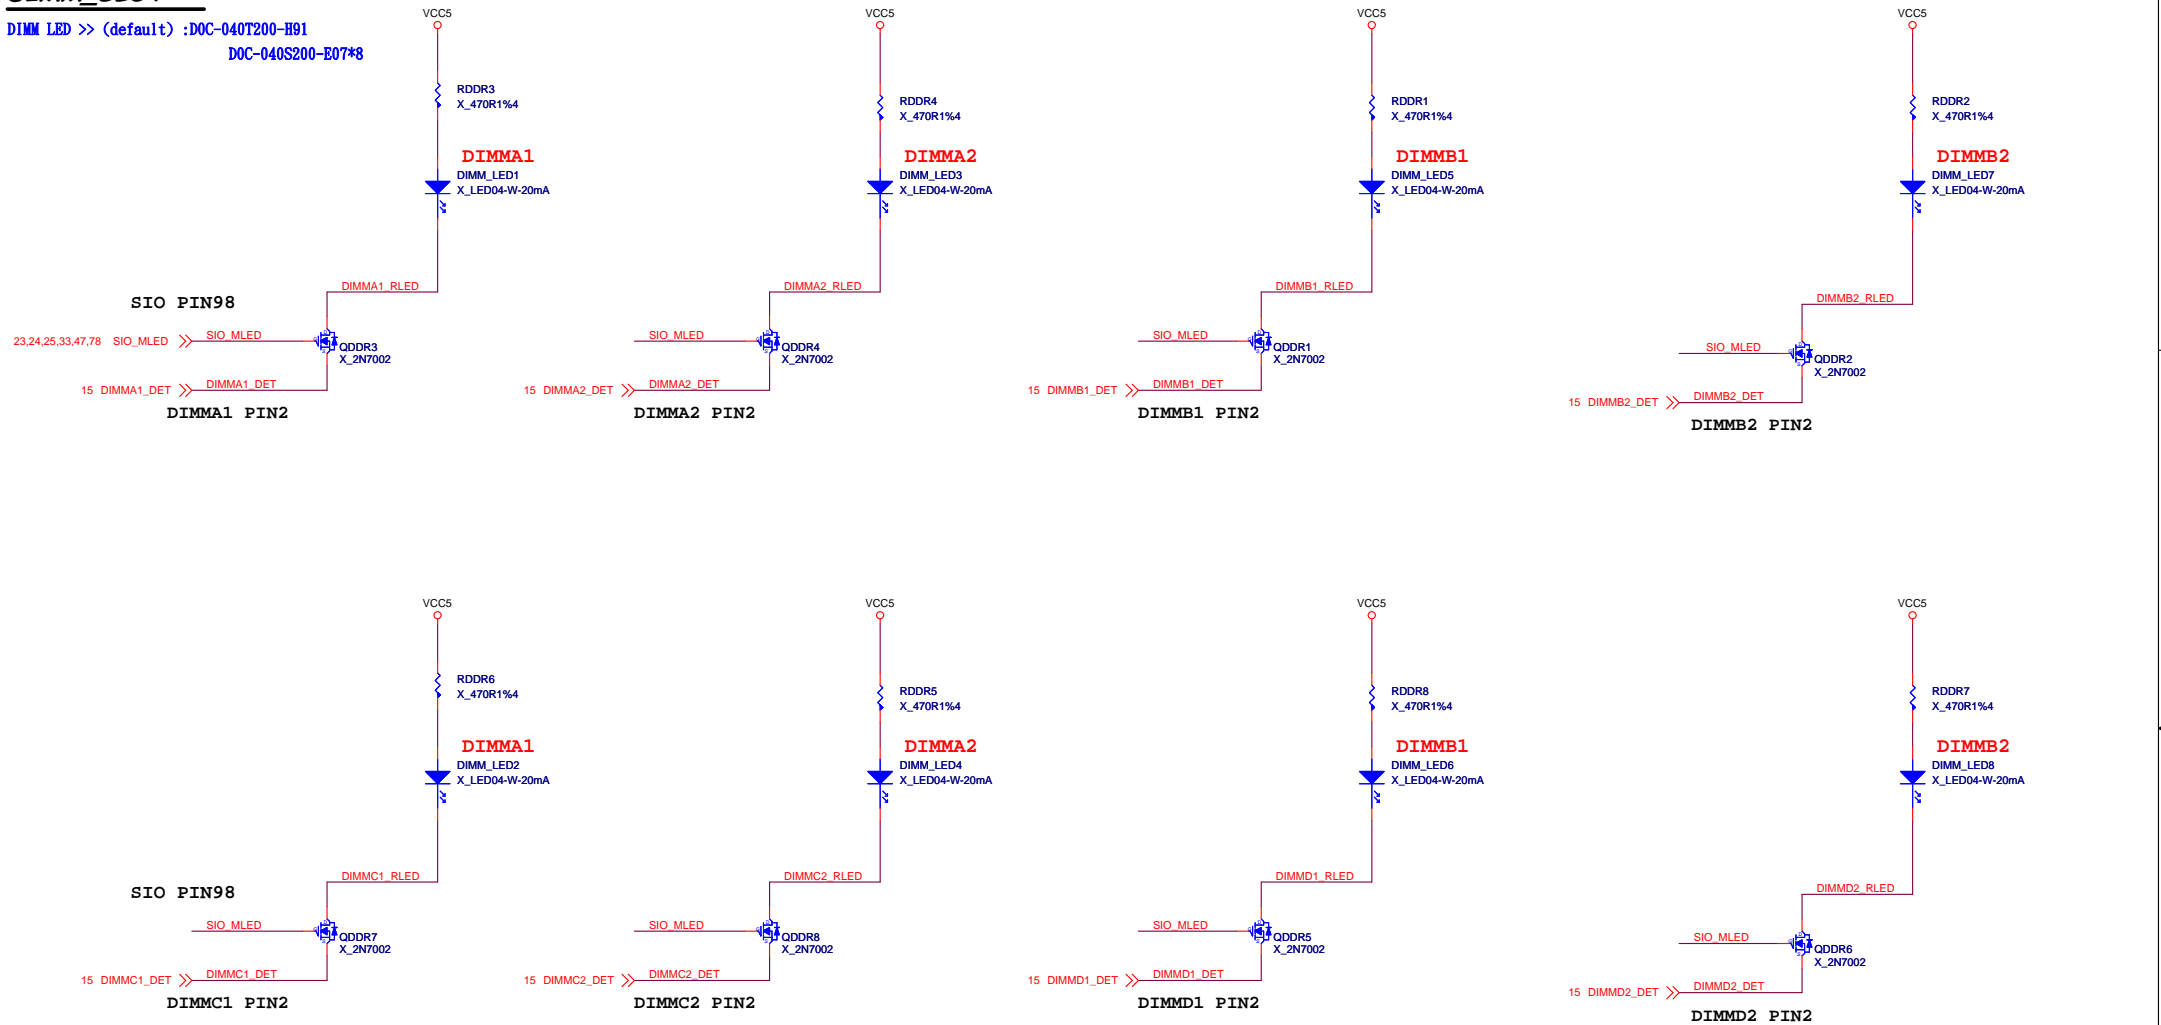 DIMM LED >> (default) :D0C-040T200-H91
D0C-040S200-E07*8
VCC5
RDDR3
X_470R1%4
DIMMA1
DIMM_LED1
X_LED04-W-20mA
DIMMA1_RLED
SIO PIN98
23,24,25,33,47,78 SIO_MLED
SIO_MLED
QDDR3
X_2N7002
15 DIMMA1_DET
DIMMA1_DET
DIMMA1 PIN2
VCC5
RDDR4
X_470R1%4
DIMMA2
DIMM_LED3
X_LED04-W-20mA
DIMMA2_RLED
SIO_MLED
QDDR4
X_2N7002
15 DIMMA2_DET
DIMMA2_DET
DIMMA2 PIN2
VCC5
RDDR1
X_470R1%4
DIMMB1
DIMM_LED5
X_LED04-W-20mA
DIMMB1_RLED
SIO_MLED
QDDR1
X_2N7002
15 DIMMB1_DET
DIMMB1_DET
DIMMB1 PIN2
VCC5
RDDR2
X_470R1%4
DIMMB2
DIMM_LED7
X_LED04-W-20mA
DIMMB2_RLED
SIO_MLED
QDDR2
X_2N7002
15 DIMMB2_DET
DIMMB2_DET
DIMMB2 PIN2
VCC5
RDDR6
X_470R1%4
DIMMA1
DIMM_LED2
X_LED04-W-20mA
DIMMC1_RLED
SIO PIN98
SIO_MLED
QDDR7
X_2N7002
15 DIMMC1_DET
DIMMC1_DET
DIMMC1 PIN2
VCC5
RDDR5
X_470R1%4
DIMMA2
DIMM_LED4
X_LED04-W-20mA
DIMMC2_RLED
SIO_MLED
QDDR8
X_2N7002
15 DIMMC2_DET
DIMMC2_DET
DIMMC2 PIN2
VCC5
RDDR8
X_470R1%4
DIMMB1
DIMM_LED6
X_LED04-W-20mA
DIMMD1_RLED
SIO_MLED
QDDR5
X_2N7002
15 DIMMD1_DET
DIMMD1_DET
DIMMD1 PIN2
VCC5
RDDR7
X_470R1%4
DIMMB2
DIMM_LED8
X_LED04-W-20mA
DIMMD2_RLED
SIO_MLED
QDDR6
X_2N7002
15 DIMMD2_DET
DIMMD2_DET
DIMMD2 PIN2